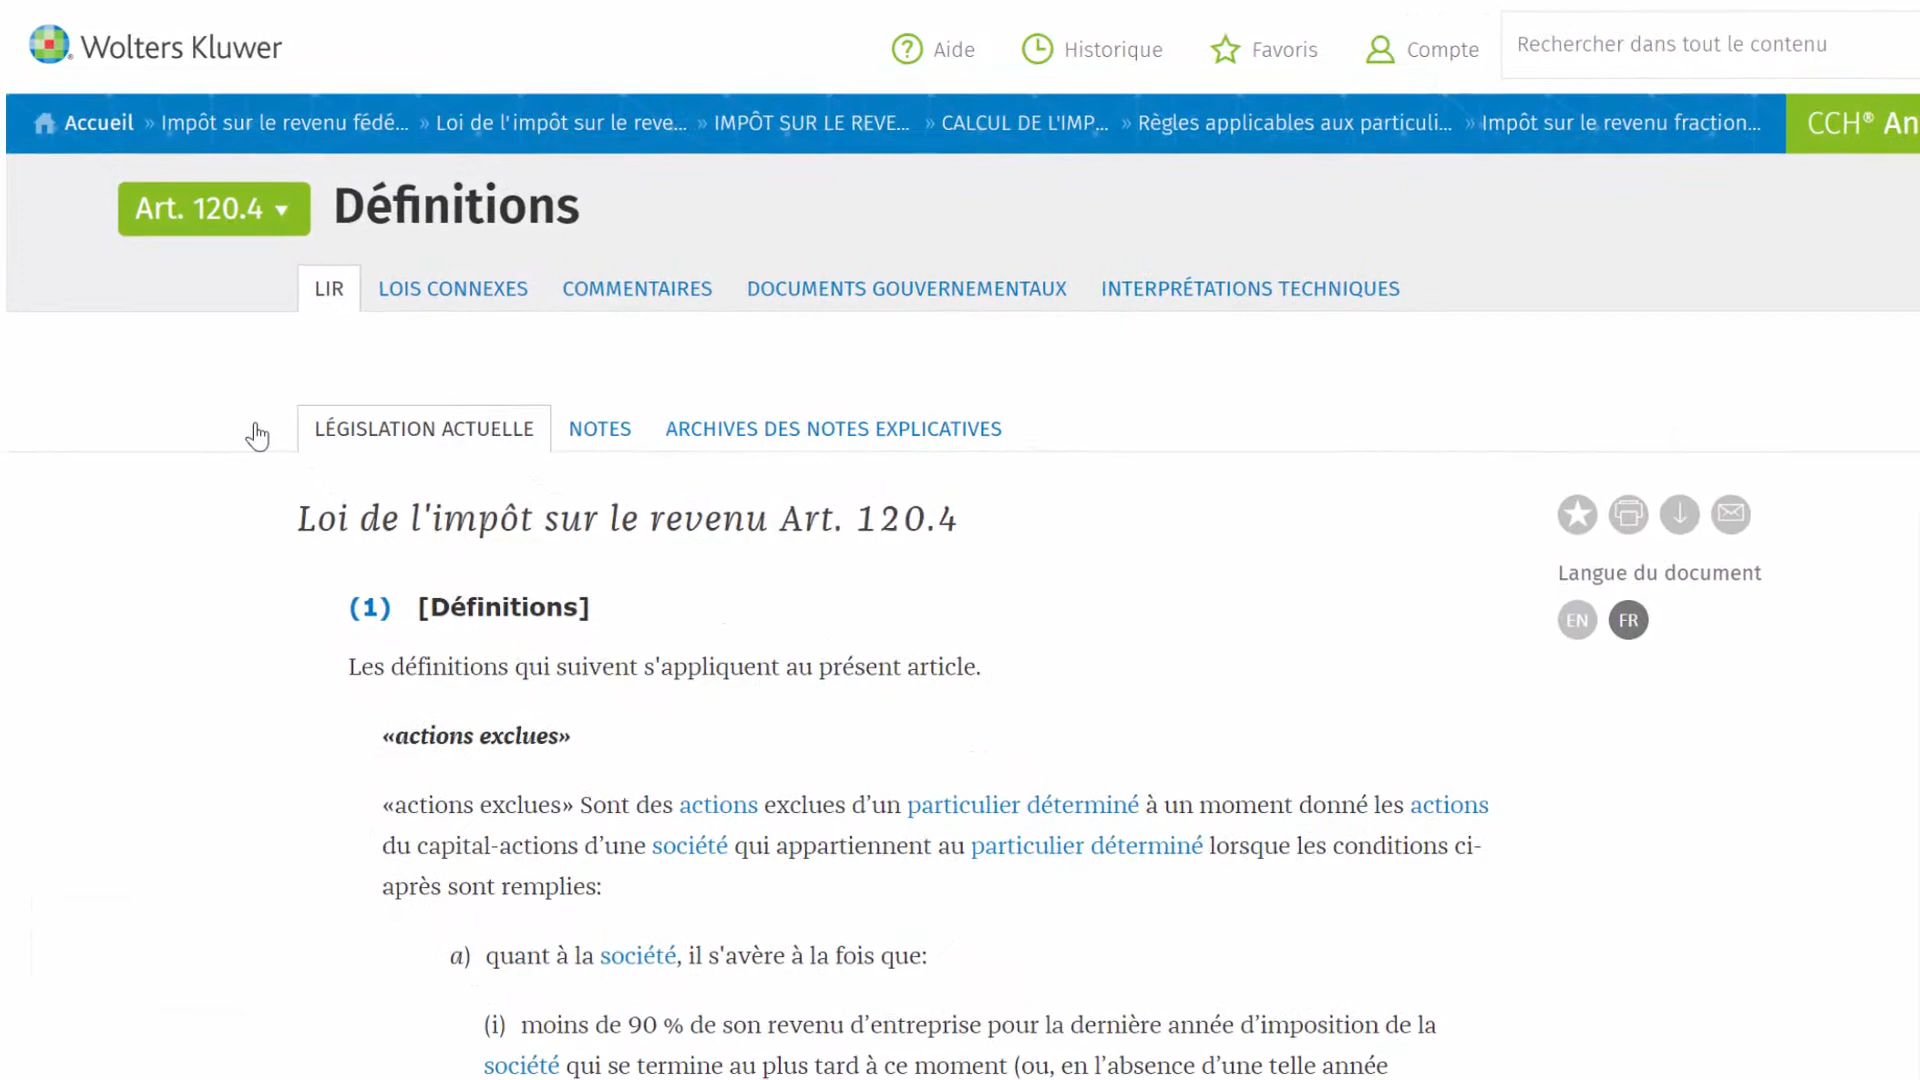 Wolters Kluwer
Aide Historique Favoris Compte Rechercher dans tout le contenu
Accueil » Impôt sur le revenu fédé... » Loi de l'impôt sur le reve... » IMPÔT SUR LE REVE... » CALCUL DE L'IMP... » Règles applicables aux particuli... » Impôt sur le revenu fraction... CCH® An
Art. 120.4 Définitions
LIR LOIS CONNEXES COMMENTAIRES DOCUMENTS GOUVERNEMENTAUX INTERPRÉTATIONS TECHNIQUES
LÉGISLATION ACTUELLE NOTES ARCHIVES DES NOTES EXPLICATIVES
Loi de l'impôt sur le revenu Art. 120.4
Langue du document
EN FR
(1) [Définitions]
Les définitions qui suivent s'appliquent au présent article.
«actions exclues»
«actions exclues» Sont des actions exclues d’un particulier déterminé à un moment donné les actions
du capital-actions d’une société qui appartiennent au particulier déterminé lorsque les conditions ci-
après sont remplies:
a) quant à la société, il s'avère à la fois que:
(i) moins de 90 % de son revenu d’entreprise pour la dernière année d’imposition de la
société qui se termine au plus tard à ce moment (ou, en l’absence d’une telle année